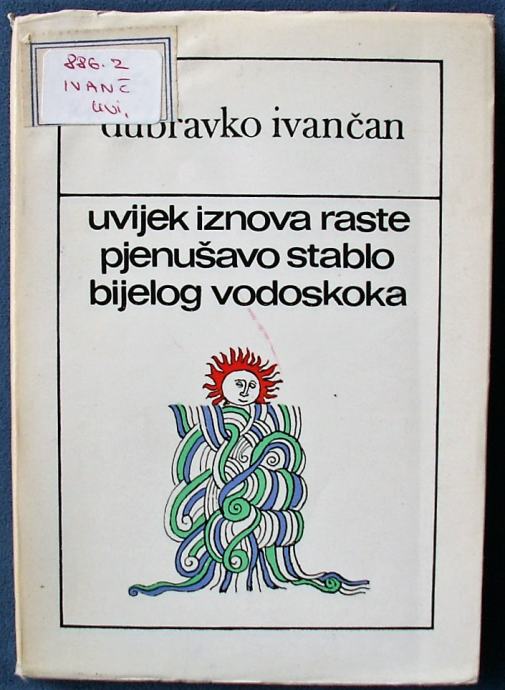 886.2
IVANČ
uvi,
dubravko ivančan
uvijek iznova raste
pjenušavo stablo
bijelog vodoskoka